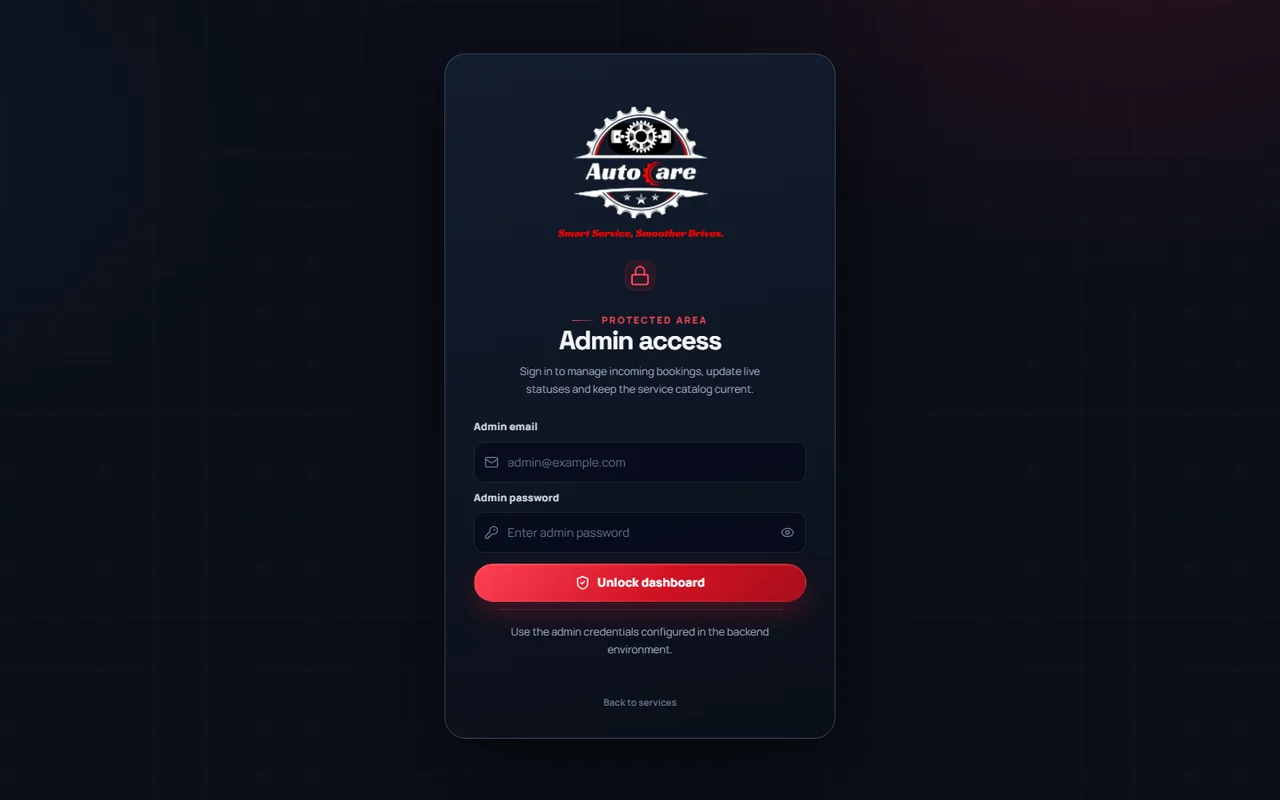 Auto Care
Smart Service, Smoother Drives.
PROTECTED AREA
Admin access
Sign in to manage incoming bookings, update live
statuses and keep the service catalog current.
Admin email
admin@example.com
Admin password
Enter admin password
Unlock dashboard
Use the admin credentials configured in the backend
environment.
Back to services